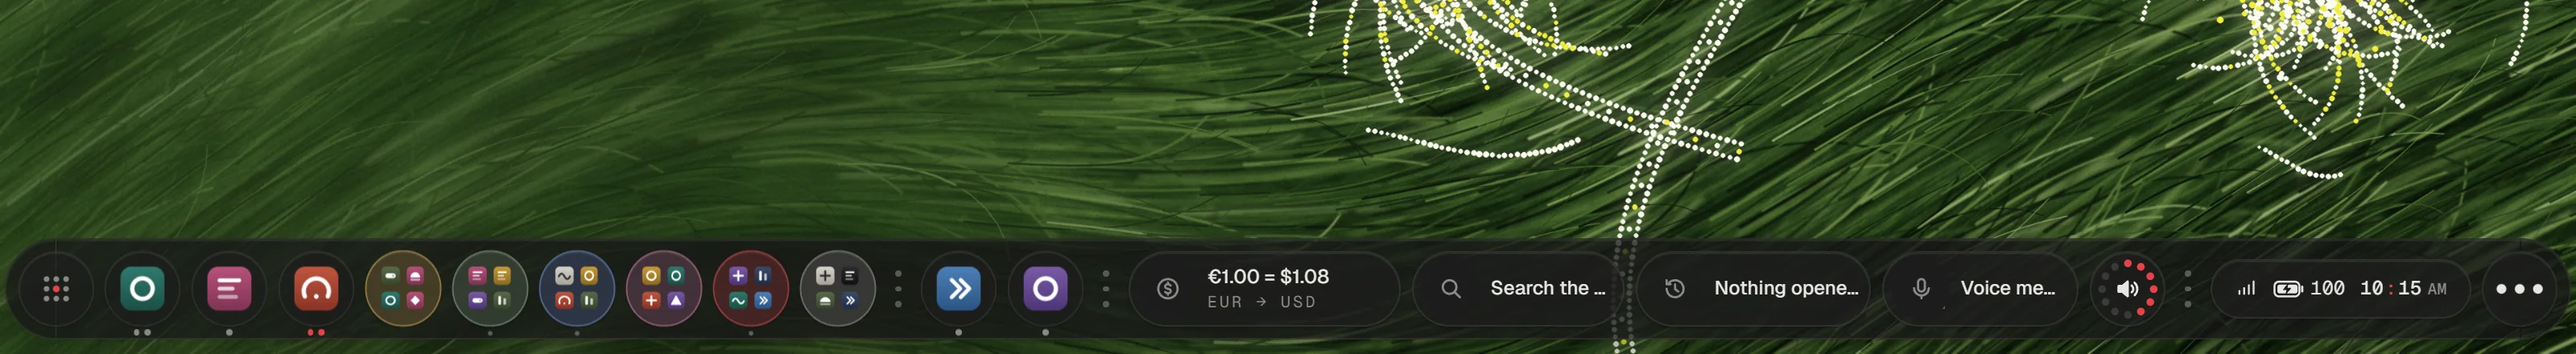 €1.00 = $1.08
EUR → USD
Search the ...
Nothing opene...
Voice me...
100
10:15 AM